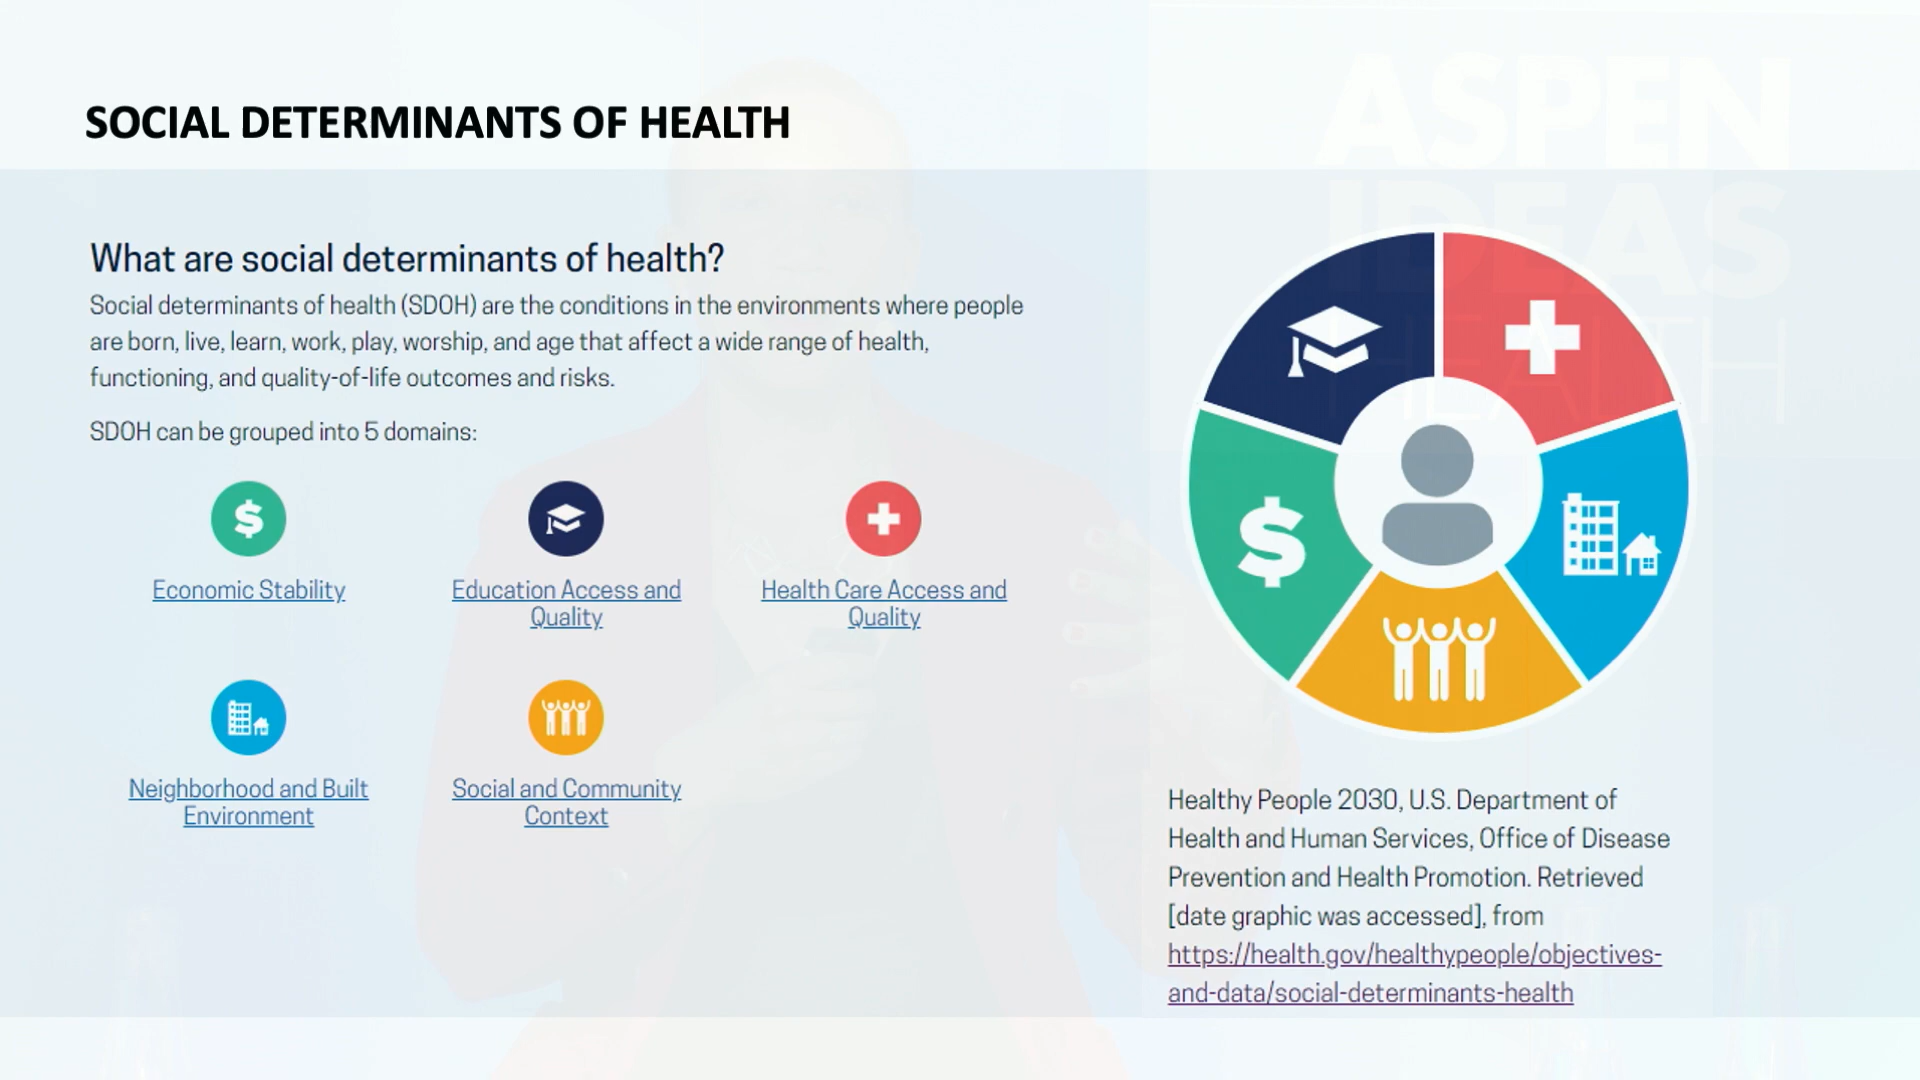 SOCIAL DETERMINANTS OF HEALTH
ASPEN
IDEAS
HEALTH
What are social determinants of health?
Social determinants of health (SDOH) are the conditions in the environments where people
are born, live, learn, work, play, worship, and age that affect a wide range of health,
functioning, and quality-of-life outcomes and risks.
SDOH can be grouped into 5 domains:
$
Economic Stability
Education Access and
Quality
Health Care Access and
Quality
Neighborhood and Built
Environment
Social and Community
Context
$
Healthy People 2030, U.S. Department of
Health and Human Services, Office of Disease
Prevention and Health Promotion. Retrieved
[date graphic was accessed], from
https://health.gov/healthypeople/objectives-
and-data/social-determinants-health